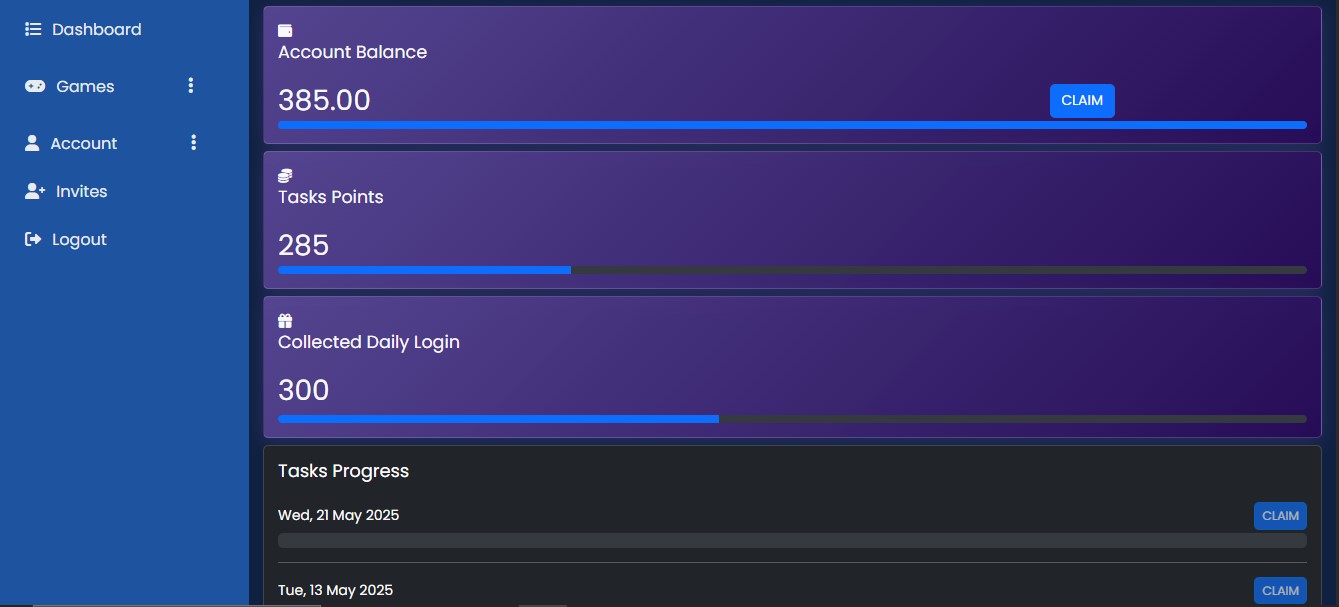 Dashboard
Games
Account
Invites
Logout
Account Balance
385.00
CLAIM
Tasks Points
285
Collected Daily Login
300
Tasks Progress
Wed, 21 May 2025
CLAIM
Tue, 13 May 2025
CLAIM